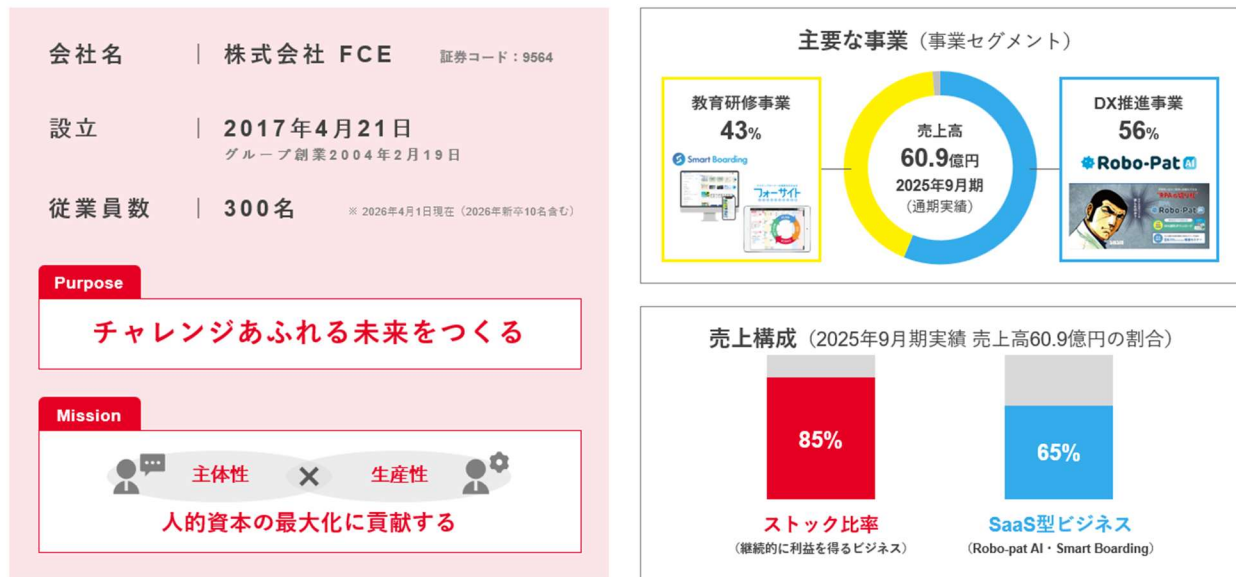 会社名 | 株式会社 FCE 証券コード：9564
設立 | 2017年4月21日
グループ創業2004年2月19日
従業員数 | 300名 ※ 2026年4月1日現在（2026年新卒10名含む）
Purpose
チャレンジあふれる未来をつくる
Mission
主体性 × 生産性
人的資本の最大化に貢献する
主要な事業（事業セグメント）
教育研修事業
43%
Smart Boarding
フォーサイト
売上高
60.9億円
2025年9月期
（通期実績）
DX推進事業
56%
Robo-Pat AI
Robo-Pat AI
売上構成（2025年9月期実績 売上高60.9億円の割合）
85%
ストック比率
（継続的に利益を得るビジネス）
65%
SaaS型ビジネス
（Robo-pat AI・Smart Boarding）